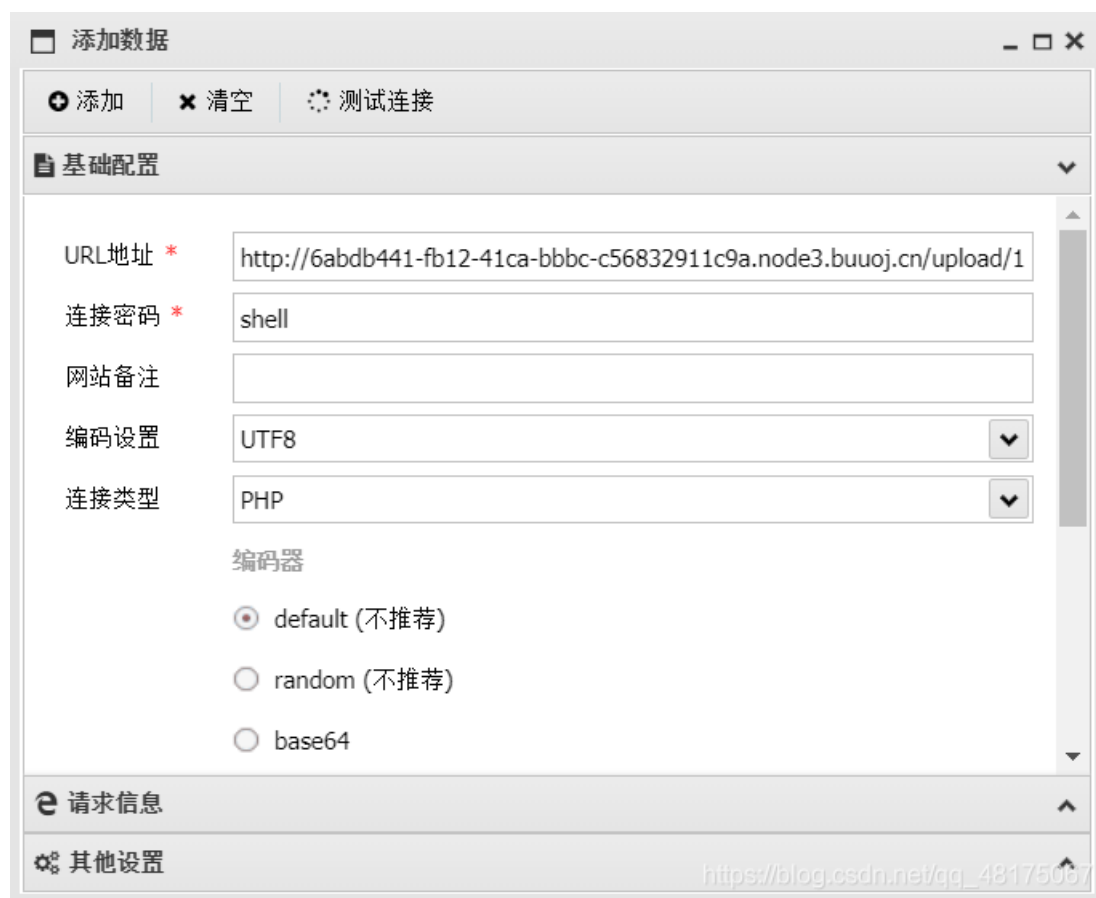 添加数据
添加 清空 测试连接
基础配置
URL地址 * http://6abdb441-fb12-41ca-bbbc-c56832911c9a.node3.buuoj.cn/upload/1
连接密码 * shell
网站备注
编码设置 UTF8
连接类型 PHP
编码器
default (不推荐)
random (不推荐)
base64
请求信息
其他设置
https://blog.csdn.net/qq_48175067